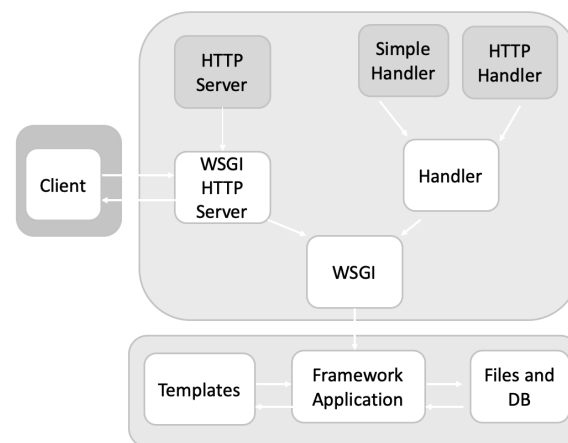 HTTP
Server
Simple
Handler
HTTP
Handler
Client
WSGI
HTTP
Server
Handler
WSGI
Templates
Framework
Application
Files and
DB